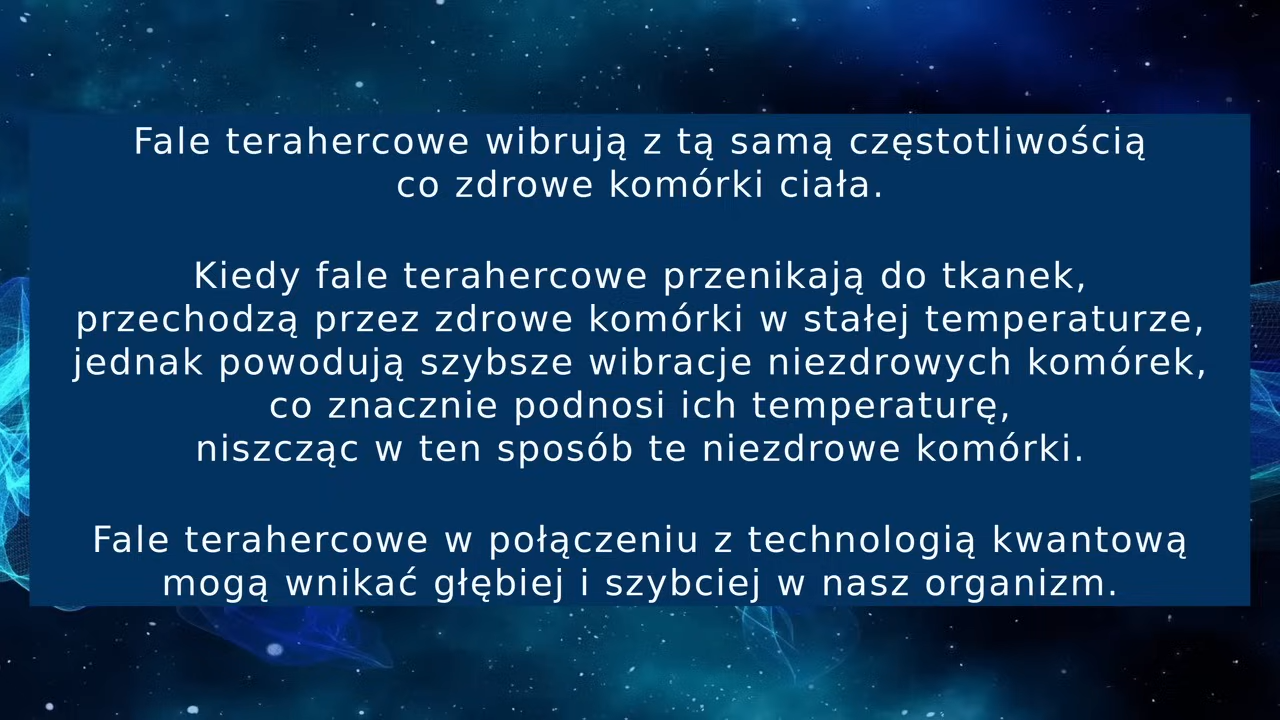 Fale terahercowe wibrują z tą samą częstotliwością
co zdrowe komórki ciała.
Kiedy fale terahercowe przenikają do tkanek,
przechodzą przez zdrowe komórki w stałej temperaturze,
jednak powodują szybsze wibracje niezdrowych komórek,
co znacznie podnosi ich temperaturę,
niszcząc w ten sposób te niezdrowe komórki.
Fale terahercowe w połączeniu z technologią kwantową
mogą wnikać głębiej i szybciej w nasz organizm.